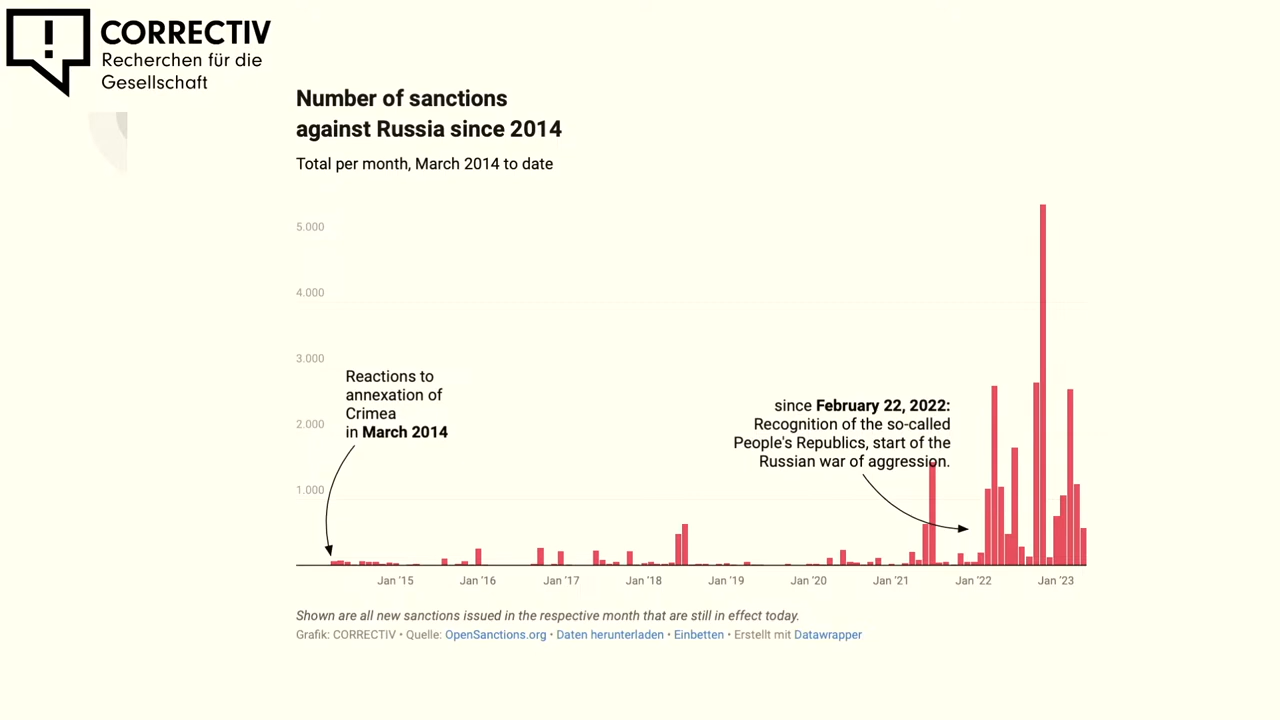 CORRECTIV
Recherchen für die
Gesellschaft
Number of sanctions
against Russia since 2014
Total per month, March 2014 to date
5.000
4.000
3.000
2.000
1.000
Reactions to
annexation of
Crimea
in March 2014
since February 22, 2022:
Recognition of the so-called
People's Republics, start of the
Russian war of aggression.
Jan '15
Jan '16
Jan '17
Jan '18
Jan '19
Jan '20
Jan '21
Jan '22
Jan '23
Shown are all new sanctions issued in the respective month that are still in effect today.
Grafik: CORRECTIV • Quelle: OpenSanctions.org • Daten herunterladen • Einbetten • Erstellt mit Datawrapper